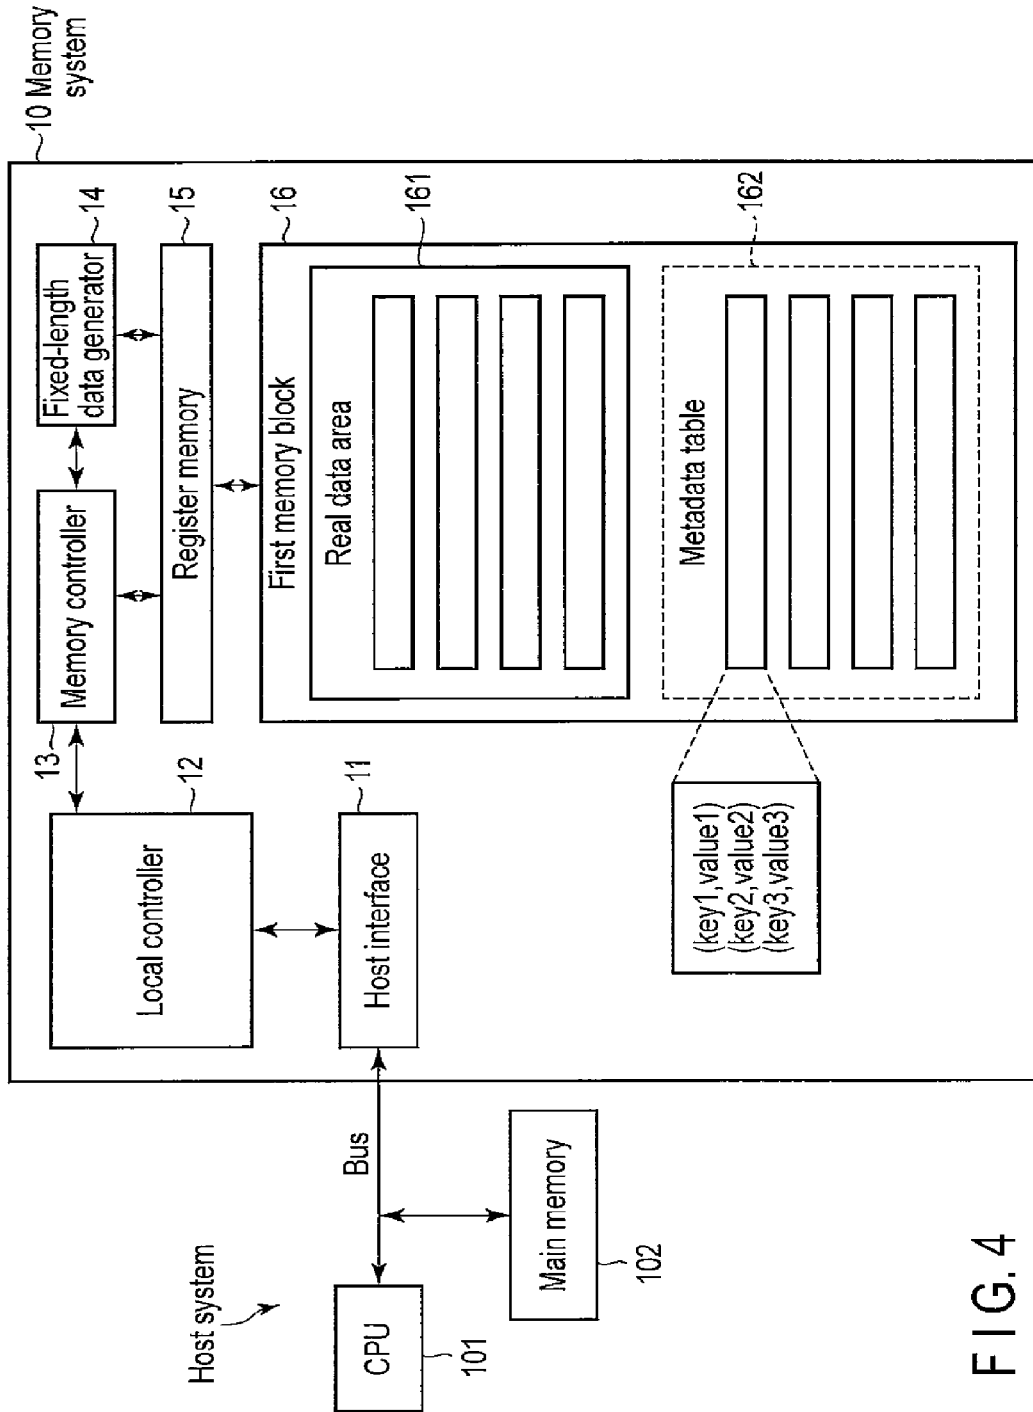 10 Memory
system
Host system
CPU
101
Bus
Main memory
102
Local controller
12
Host interface
11
13
Memory controller
Fixed-length
data generator
14
Register memory
15
First memory block
16
Real data area
161
Metadata table
162
(key1,value1)
(key2,value2)
(key3,value3)
FIG. 4